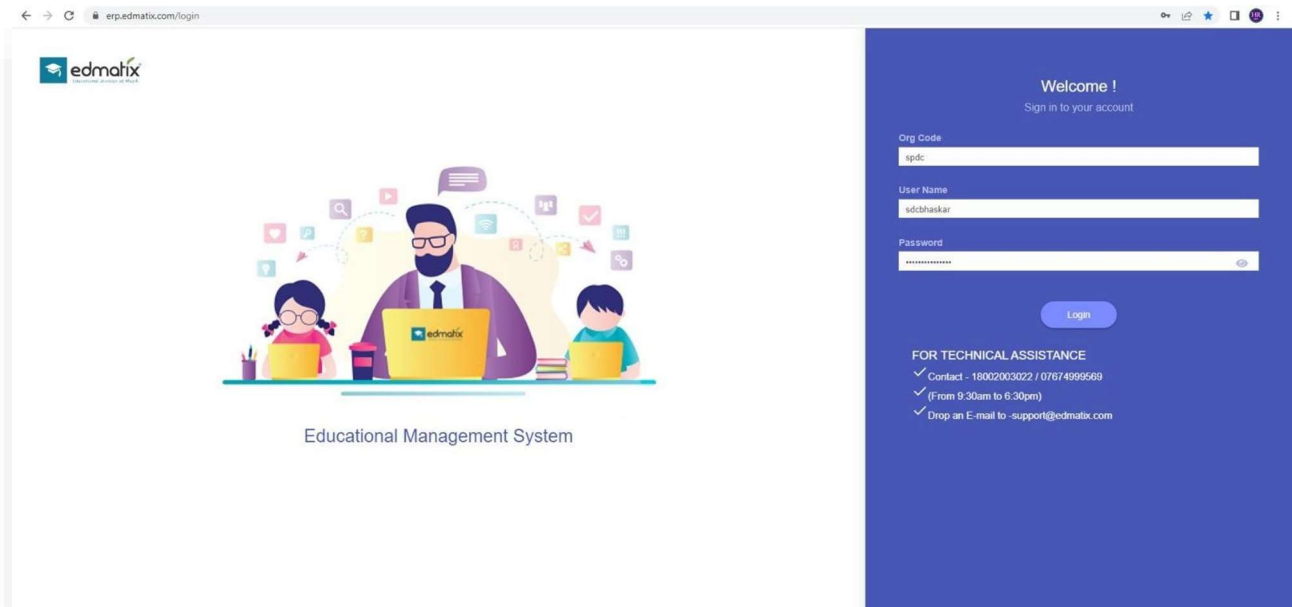 erp.edmatix.com/login
HR
edmatix
Welcome !
Sign in to your account
Org Code
spdc
User Name
sdcbhaskar
Password
•••••••••••••••
Login
edmatix
FOR TECHNICAL ASSISTANCE
Contact - 18002003022 / 07674999569
(From 9:30am to 6:30pm)
Drop an E-mail to -support@edmatix.com
Educational Management System